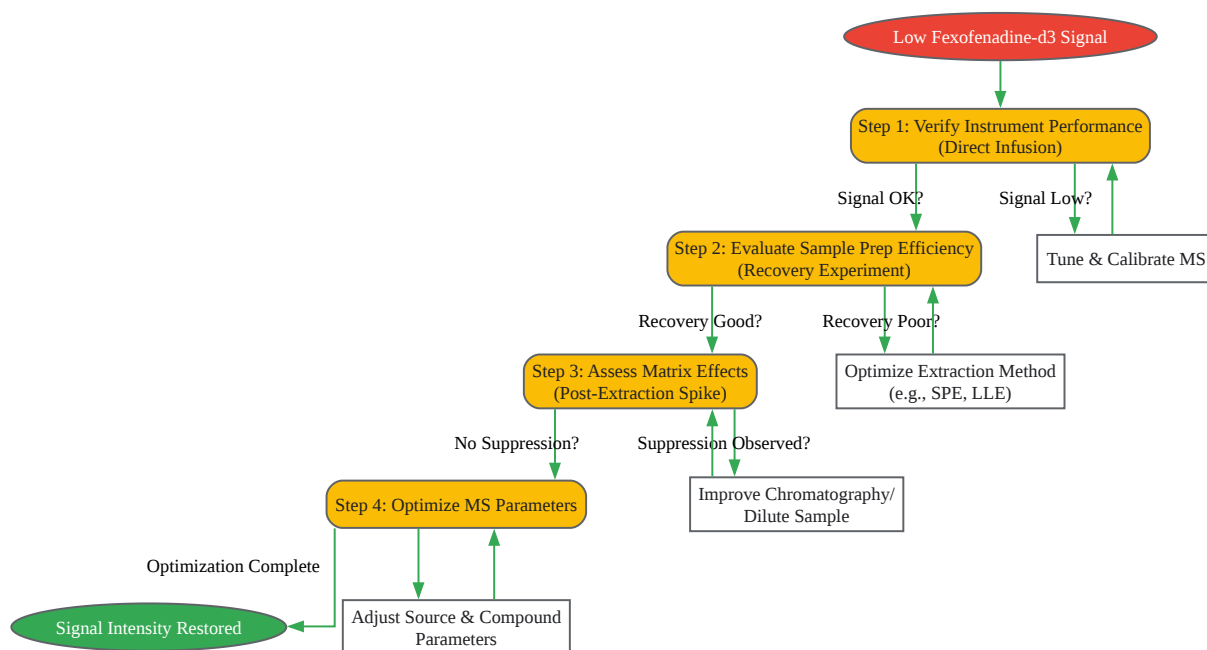 Low Fexofenadine-d3 Signal
Step 1: Verify Instrument Performance
(Direct Infusion)
Signal OK?
Signal Low?
Step 2: Evaluate Sample Prep Efficiency
(Recovery Experiment)
Tune & Calibrate MS
Recovery Good?
Recovery Poor?
Step 3: Assess Matrix Effects
(Post-Extraction Spike)
Optimize Extraction Method
(e.g., SPE, LLE)
No Suppression?
Suppression Observed?
Step 4: Optimize MS Parameters
Improve Chromatography/
Dilute Sample
Optimization Complete
Signal Intensity Restored
Adjust Source & Compound
Parameters